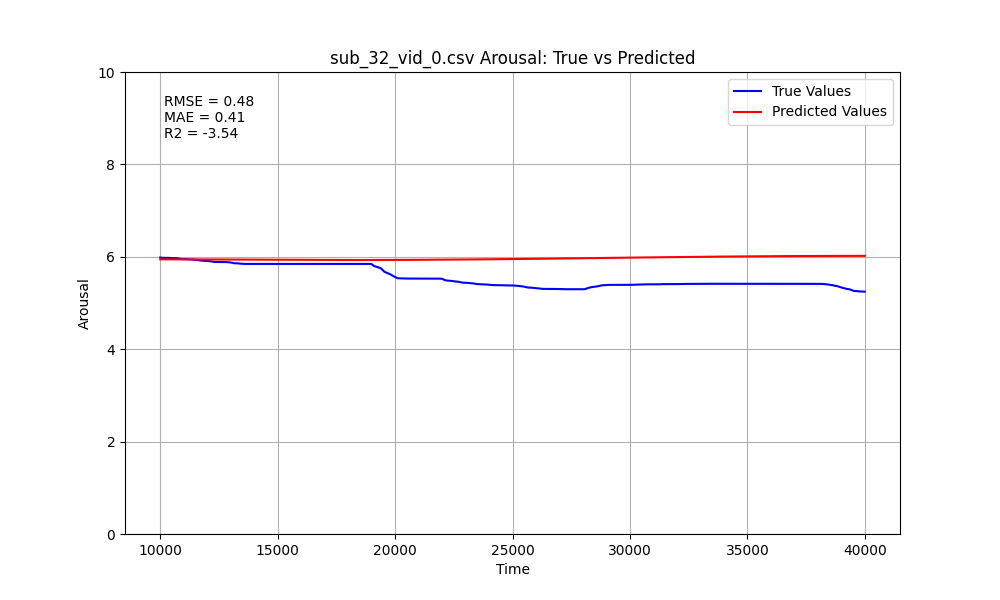 sub_32_vid_0.csv Arousal: True vs Predicted
RMSE = 0.48
MAE = 0.41
R2 = -3.54
True Values
Predicted Values
Arousal
10
8
6
4
2
0
10000
15000
20000
25000
30000
35000
40000
Time